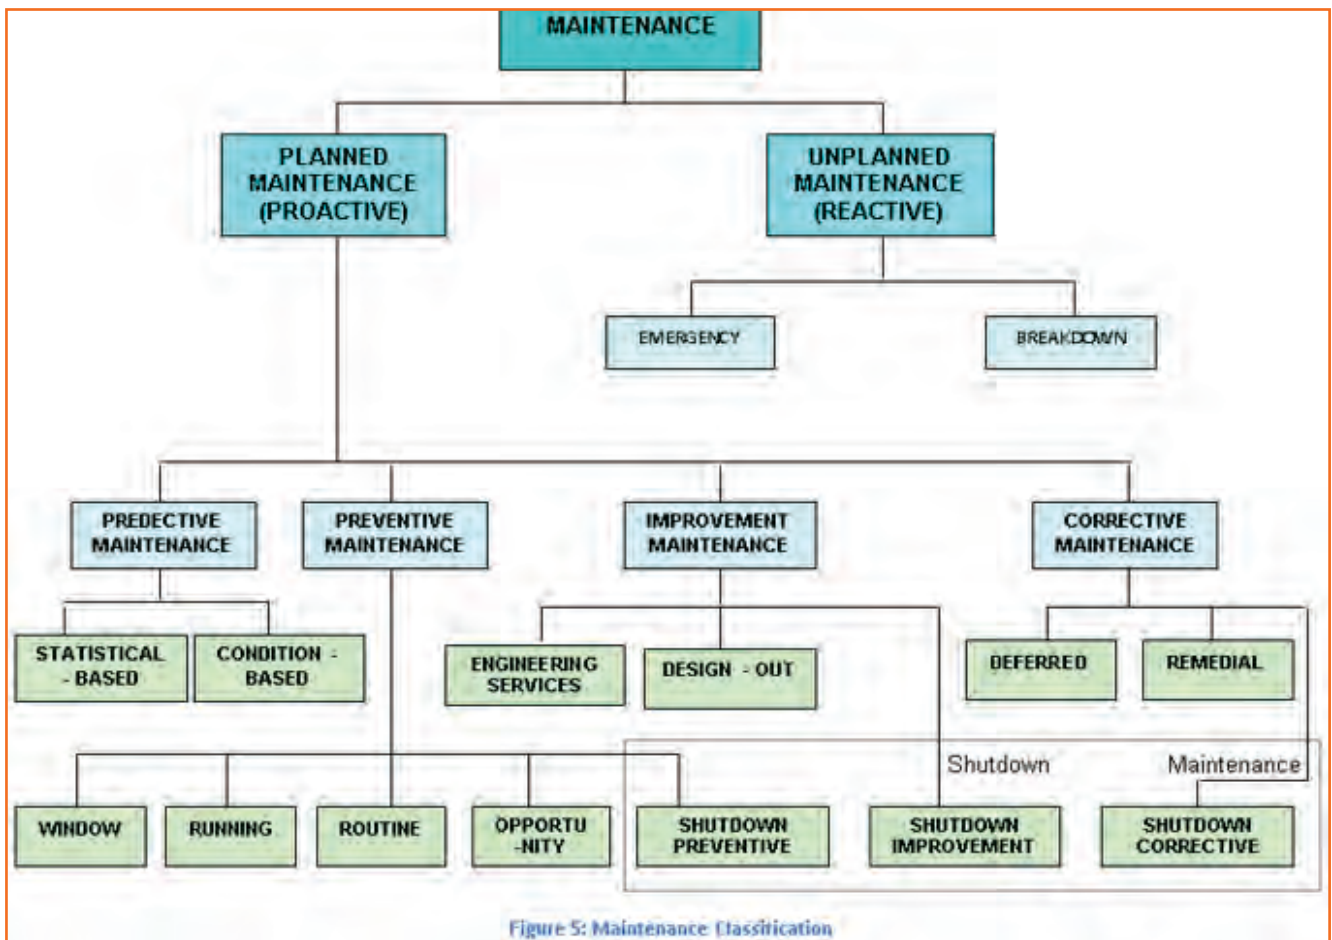 MAINTENANCE
PLANNED
MAINTENANCE
(PROACTIVE)
UNPLANNED
MAINTENANCE
(REACTIVE)
EMERGENCY
BREAKDOWN
PREDECTIVE
MAINTENANCE
PREVENTIVE
MAINTENANCE
IMPROVEMENT
MAINTENANCE
CORRECTIVE
MAINTENANCE
STATISTICAL
- BASED
CONDITION -
BASED
ENGINEERING
SERVICES
DESIGN - OUT
DEFERRED
REMEDIAL
Shutdown Maintenance
WINDOW
RUNNING
ROUTINE
OPPORTU
-NITY
SHUTDOWN
PREVENTIVE
SHUTDOWN
IMPROVEMENT
SHUTDOWN
CORRECTIVE
Figure 5: Maintenance Classification